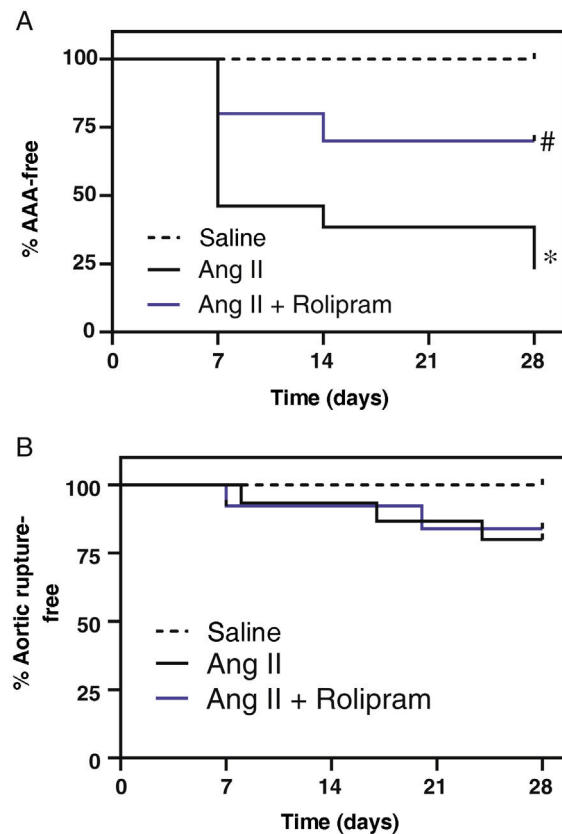 A
% AAA-free
100
75
50
25
0
Saline
Ang II
Ang II + Rolipram
#
*
0 7 14 21 28
Time (days)
B
% Aortic rupture-
free
100
75
50
25
0
Saline
Ang II
Ang II + Rolipram
0 7 14 21 28
Time (days)